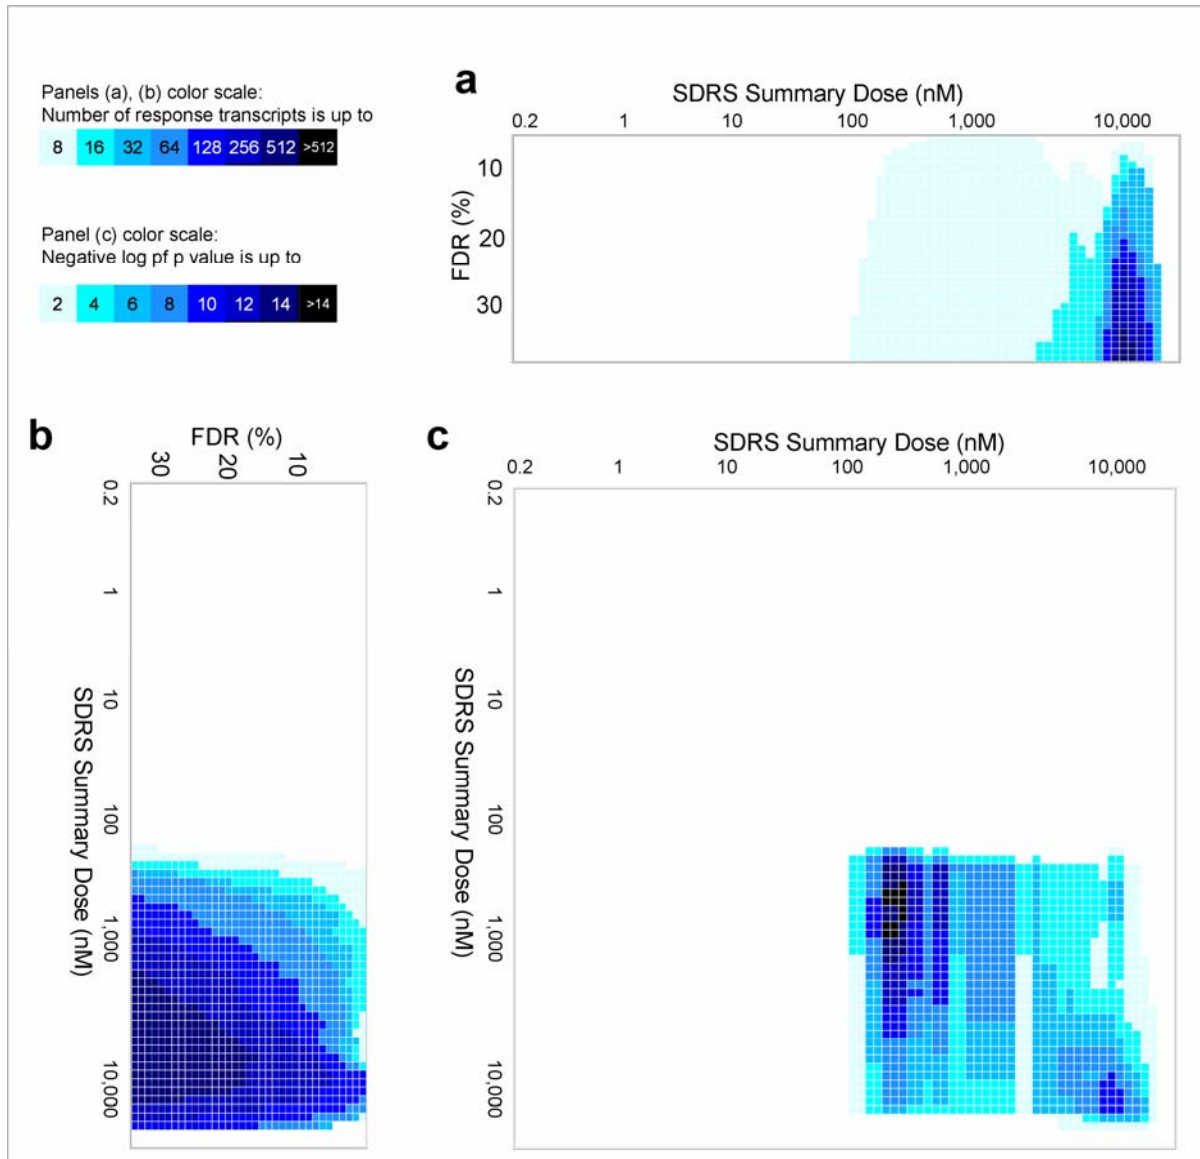 Panels (a), (b) color scale:
Number of response transcripts is up to
8 16 32 64 128 256 512 >512
Panel (c) color scale:
Negative log pf p value is up to
2 4 6 8 10 12 14 >14
a
SDRS Summary Dose (nM)
0.2 1 10 100 1,000 10,000
FDR (%)
10
20
30
b
FDR (%)
30 20 10
SDRS Summary Dose (nM)
0.2
1
10
100
1,000
10,000
c
SDRS Summary Dose (nM)
0.2 1 10 100 1,000 10,000
SDRS Summary Dose (nM)
0.2
1
10
100
1,000
10,000